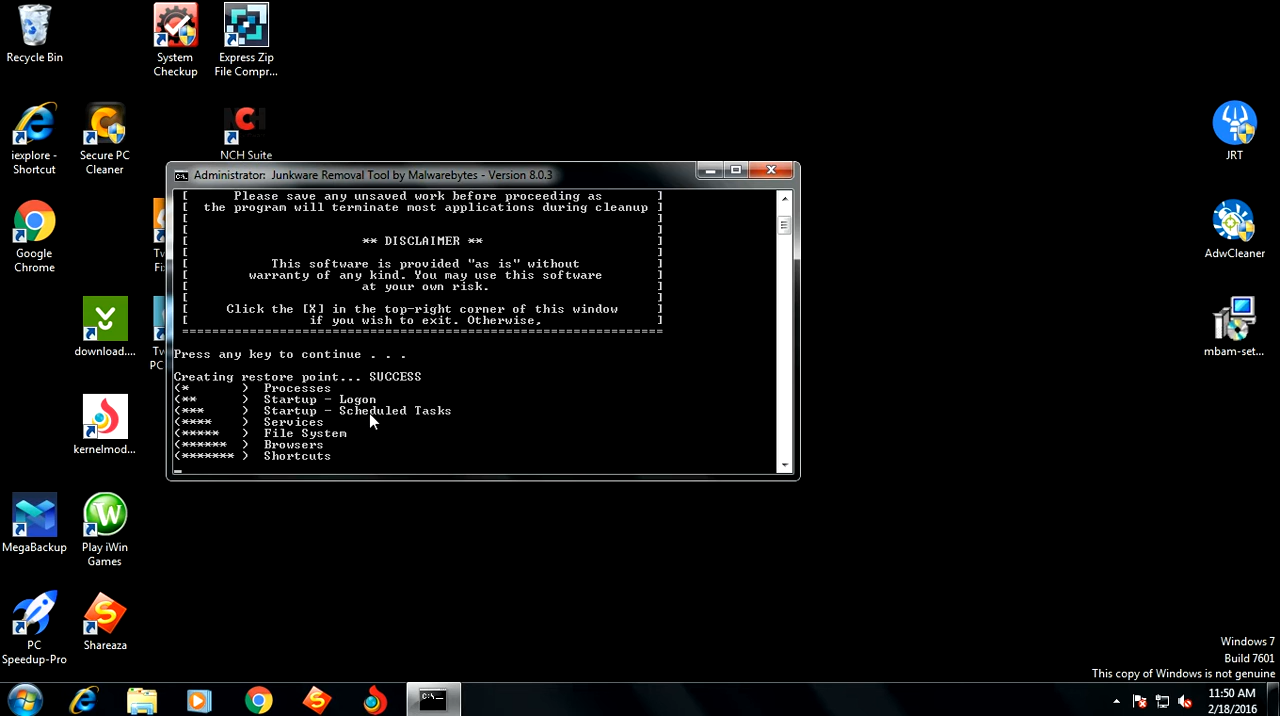 Recycle Bin
System
Checkup
Express Zip
File Compr...
iexplore -
Shortcut
Secure PC
Cleaner
NCH
NCH Suite
JRT
Google
Chrome
AdwCleaner
download....
mbam-set...
kernelmod...
MegaBackup
Play iWin
Games
PC
Speedup-Pro
Shareaza
Administrator: Junkware Removal Tool by Malwarebytes - Version 8.0.3
[ Please save any unsaved work before proceeding as ]
[ the program will terminate most applications during cleanup ]
[ ]
[ ]
[ ** DISCLAIMER ** ]
[ ]
[ This software is provided "as is" without ]
[ warranty of any kind. You may use this software ]
[ at your own risk. ]
[ ]
[ Click the [X] in the top-right corner of this window ]
[ if you wish to exit. Otherwise, ]
====================================================
Press any key to continue . . .
Creating restore point... SUCCESS
(* ) Processes
(** ) Startup - Logon
(*** ) Startup - Scheduled Tasks
(**** ) Services
(***** ) File System
(****** ) Browsers
(******* ) Shortcuts
Windows 7
Build 7601
This copy of Windows is not genuine
11:50 AM
2/18/2016